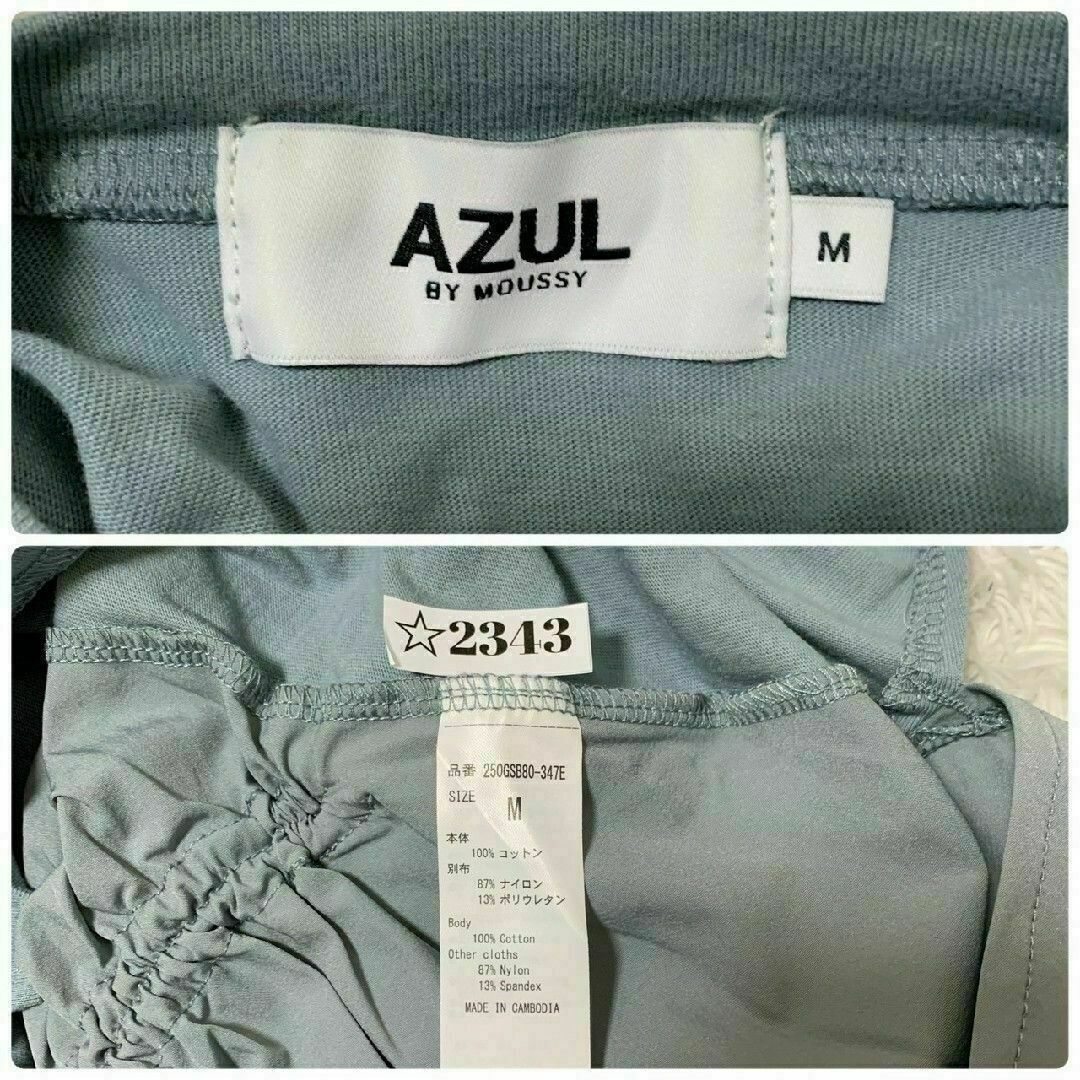 AZUL
BY MOUSSY
M
☆2343
品番 250GSB80-347E
SIZE M
本体
100% コットン
別布
87% ナイロン
13% ポリウレタン
Body
100% Cotton
Other cloths
87% Nylon
13% Spandex
MADE IN CAMBODIA